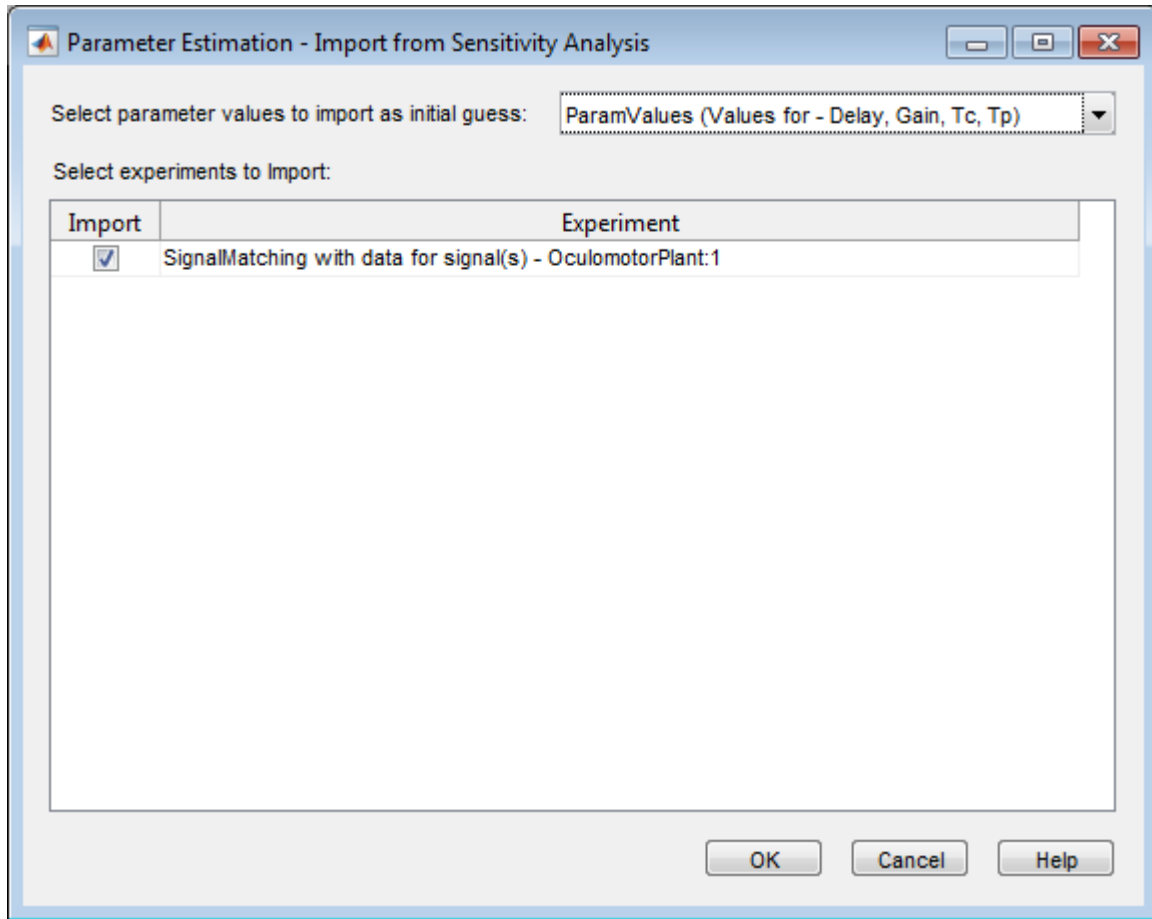 Parameter Estimation - Import from Sensitivity Analysis
Select parameter values to import as initial guess: ParamValues (Values for - Delay, Gain, Tc, Tp)
Select experiments to Import:
Import Experiment
SignalMatching with data for signal(s) - OculomotorPlant:1
OK Cancel Help